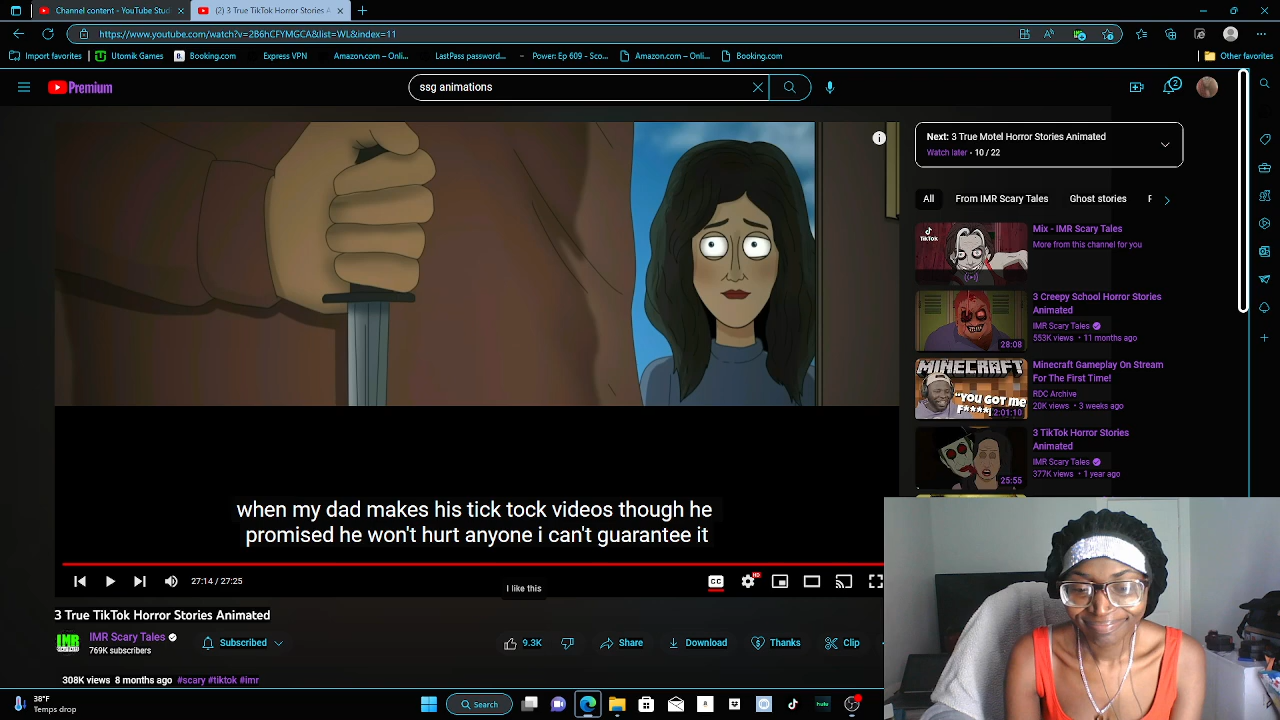 Channel content - YouTube Stud
(2) 3 True TikTok Horror Stories A
https://www.youtube.com/watch?v=2B6hCFYMGCA&list=WL&index=11
Import favorites
Utomik Games
Booking.com
Express VPN
Amazon.com – Onli...
LastPass password...
Power: Ep 609 - Sco...
Amazon.com – Onli...
Booking.com
Other favorites
Premium
ssg animations
2
Next: 3 True Motel Horror Stories Animated
Watch later • 10 / 22
All
From IMR Scary Tales
Ghost stories
F
TikTok
Mix - IMR Scary Tales
More from this channel for you
3 Creepy School Horror Stories
Animated
IMR Scary Tales
553K views • 11 months ago
28:08
MINECRAFT
"YOU GOT ME
F****
2:01:10
Minecraft Gameplay On Stream
For The First Time!
RDC Archive
20K views • 3 weeks ago
3 TikTok Horror Stories
Animated
IMR Scary Tales
377K views • 1 year ago
25:55
when my dad makes his tick tock videos though he
promised he won't hurt anyone i can't guarantee it
27:14 / 27:25
CC
HD
I like this
3 True TikTok Horror Stories Animated
IMR
IMR Scary Tales
769K subscribers
Subscribed
9.3K
Share
Download
Thanks
Clip
308K views 8 months ago #scary #tiktok #imr
38°F
Temps drop
Search
hulu